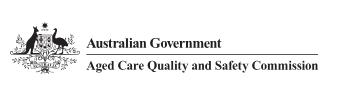 Australian Government
Aged Care Quality and Safety Commission